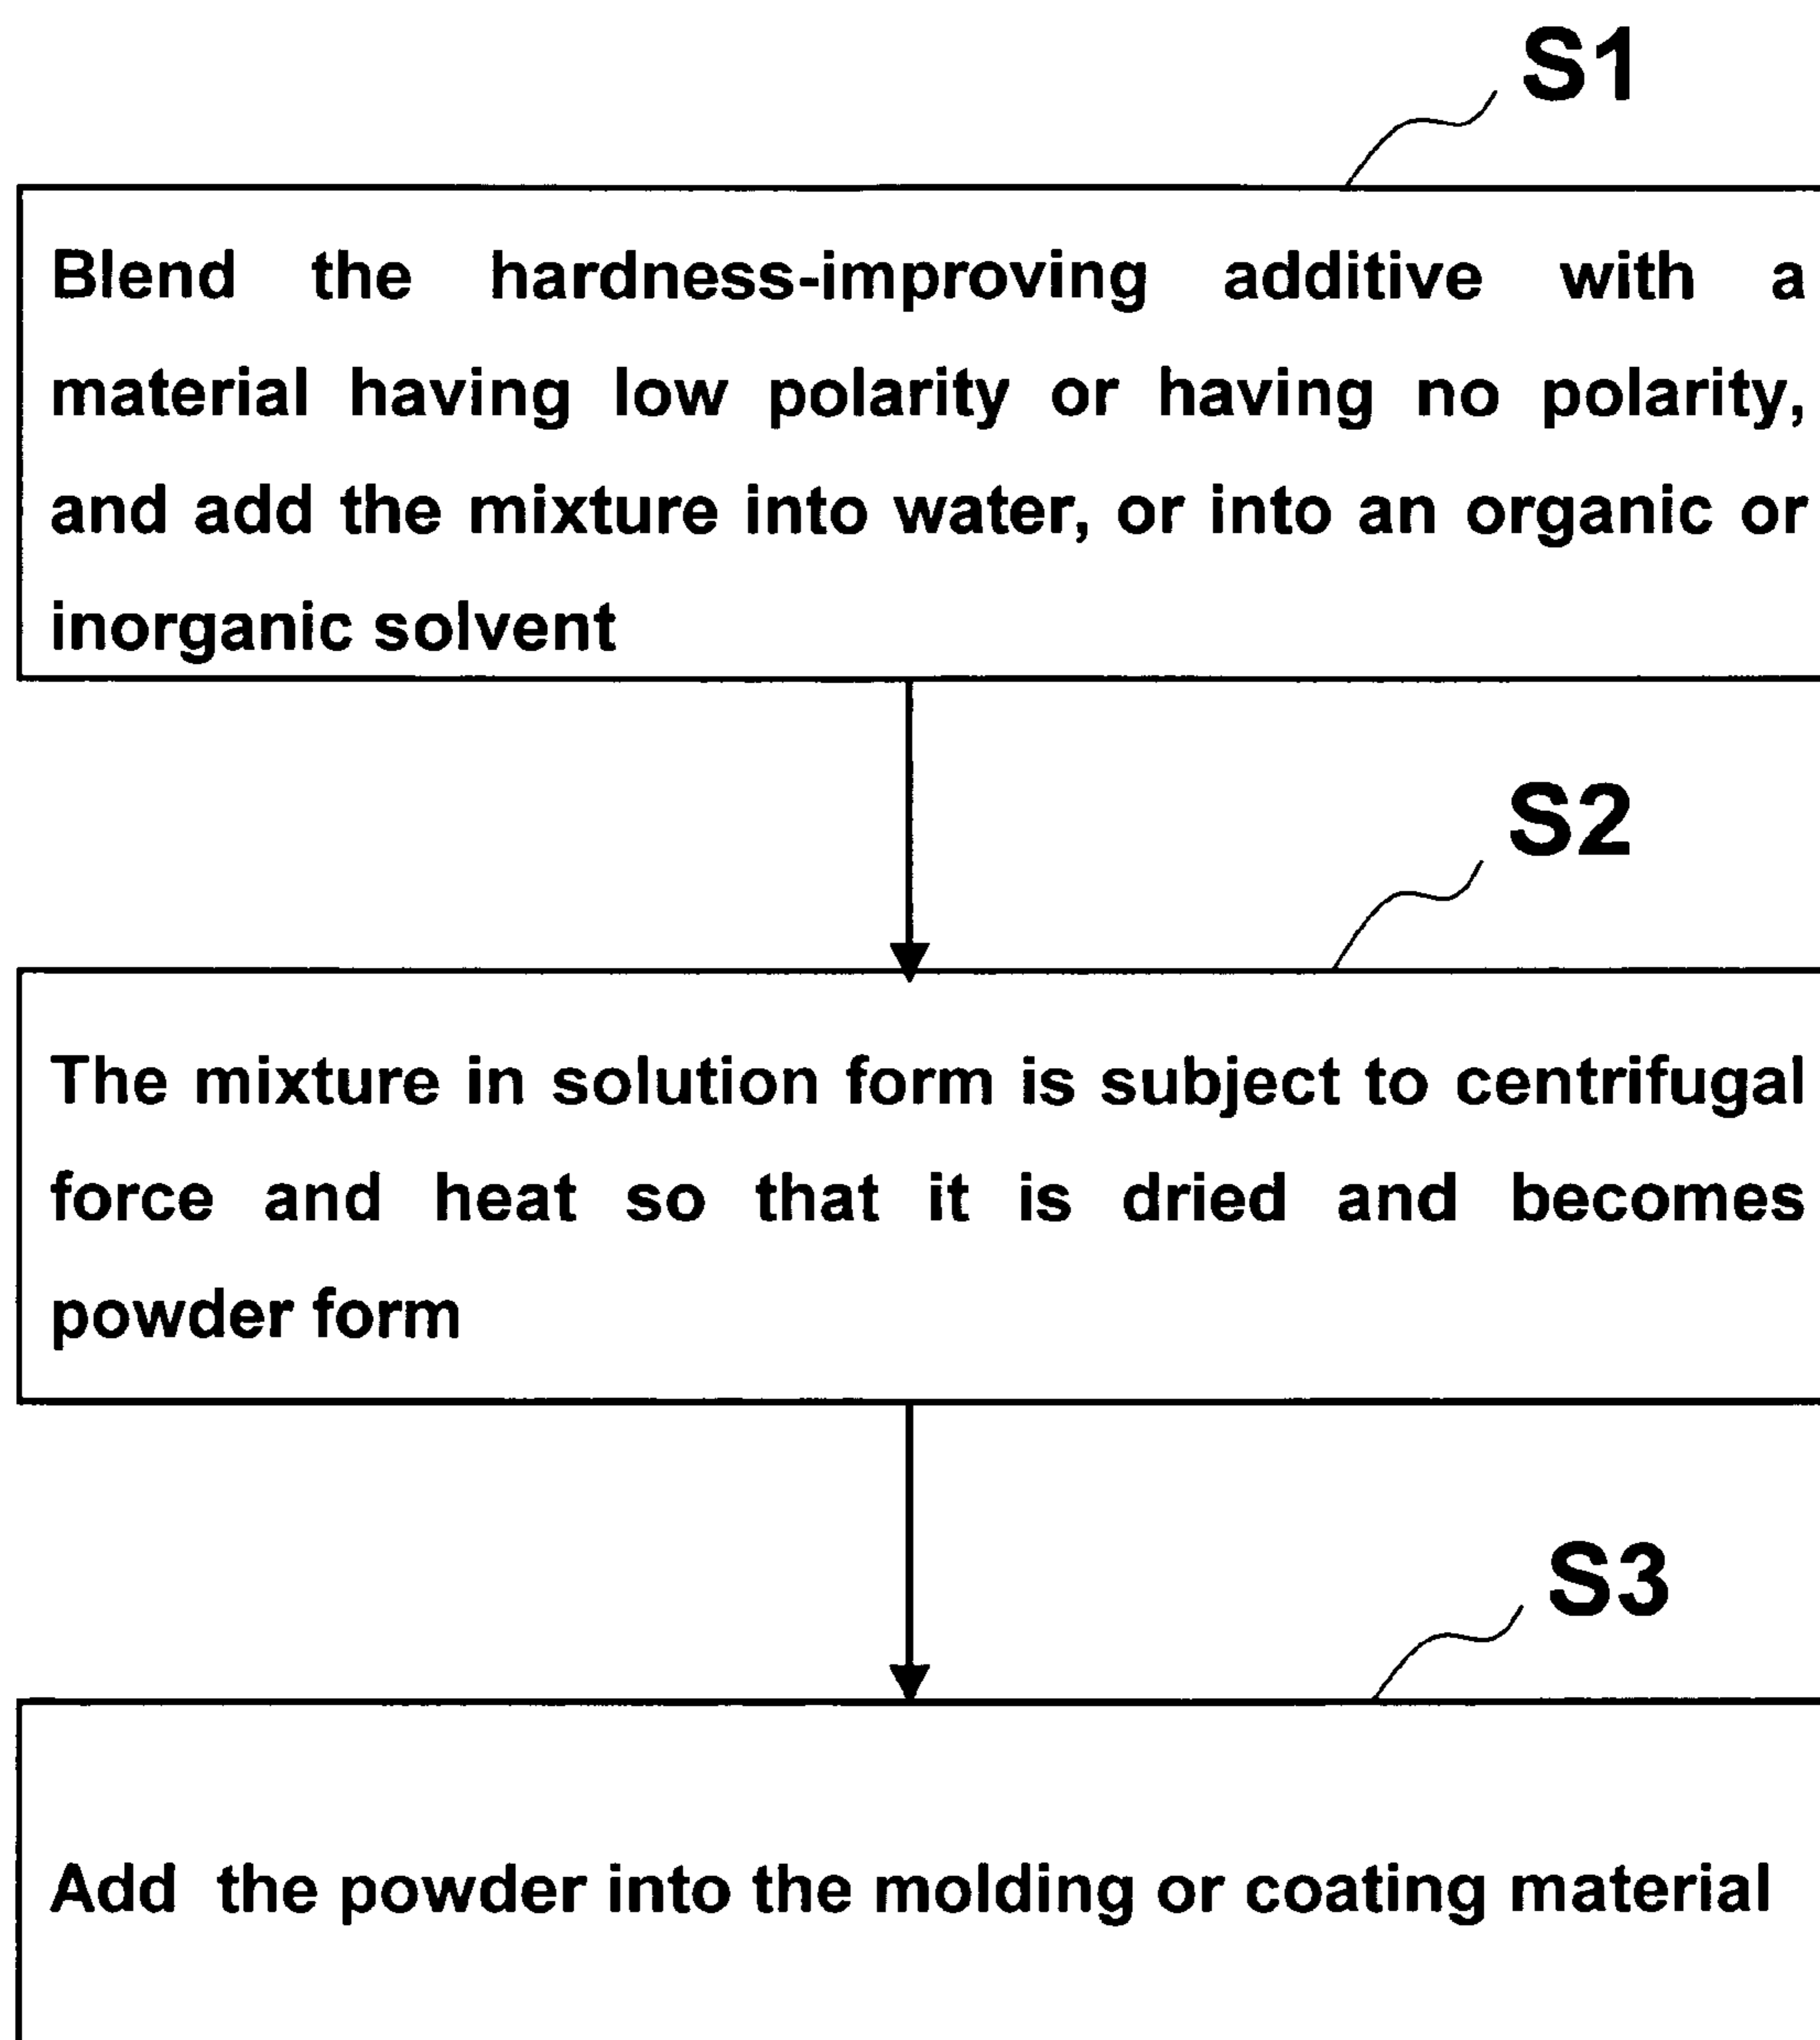 S1
Blend the hardness-improving additive with a
material having low polarity or having no polarity,
and add the mixture into water, or into an organic or
inorganic solvent
S2
The mixture in solution form is subject to centrifugal
force and heat so that it is dried and becomes
powder form
S3
Add the powder into the molding or coating material